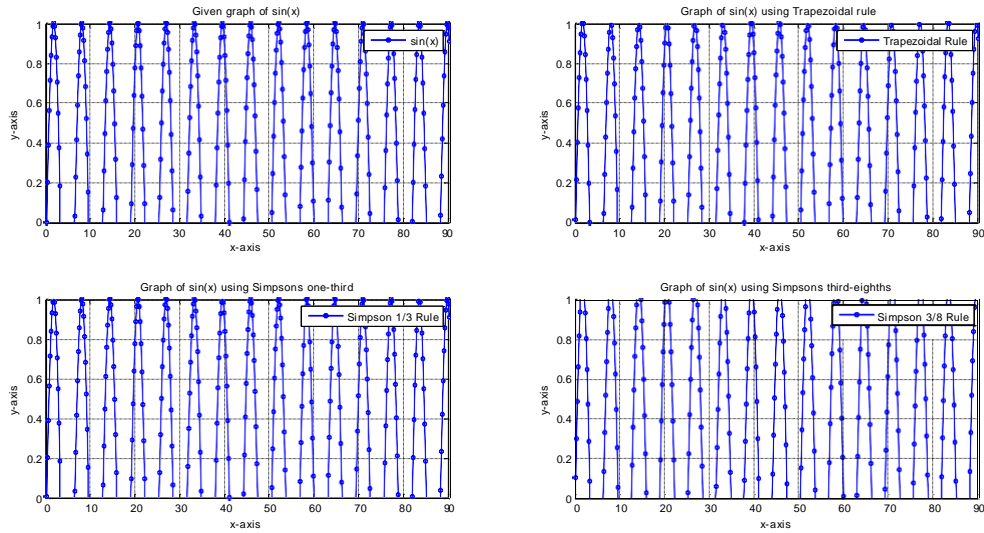 Given graph of sin(x)
1
0.8
0.6
0.4
0.2
0
y-axis
sin(x)
0 10 20 30 40 50 60 70 80 90
x-axis
Graph of sin(x) using Trapezoidal rule
1
0.8
0.6
0.4
0.2
0
y-axis
Trapezoidal Rule
0 10 20 30 40 50 60 70 80 90
x-axis
Graph of sin(x) using Simpsons one-third
1
0.8
0.6
0.4
0.2
0
y-axis
Simpson 1/3 Rule
0 10 20 30 40 50 60 70 80 90
x-axis
Graph of sin(x) using Simpsons third-eighths
1
0.8
0.6
0.4
0.2
0
y-axis
Simpson 3/8 Rule
0 10 20 30 40 50 60 70 80 90
x-axis